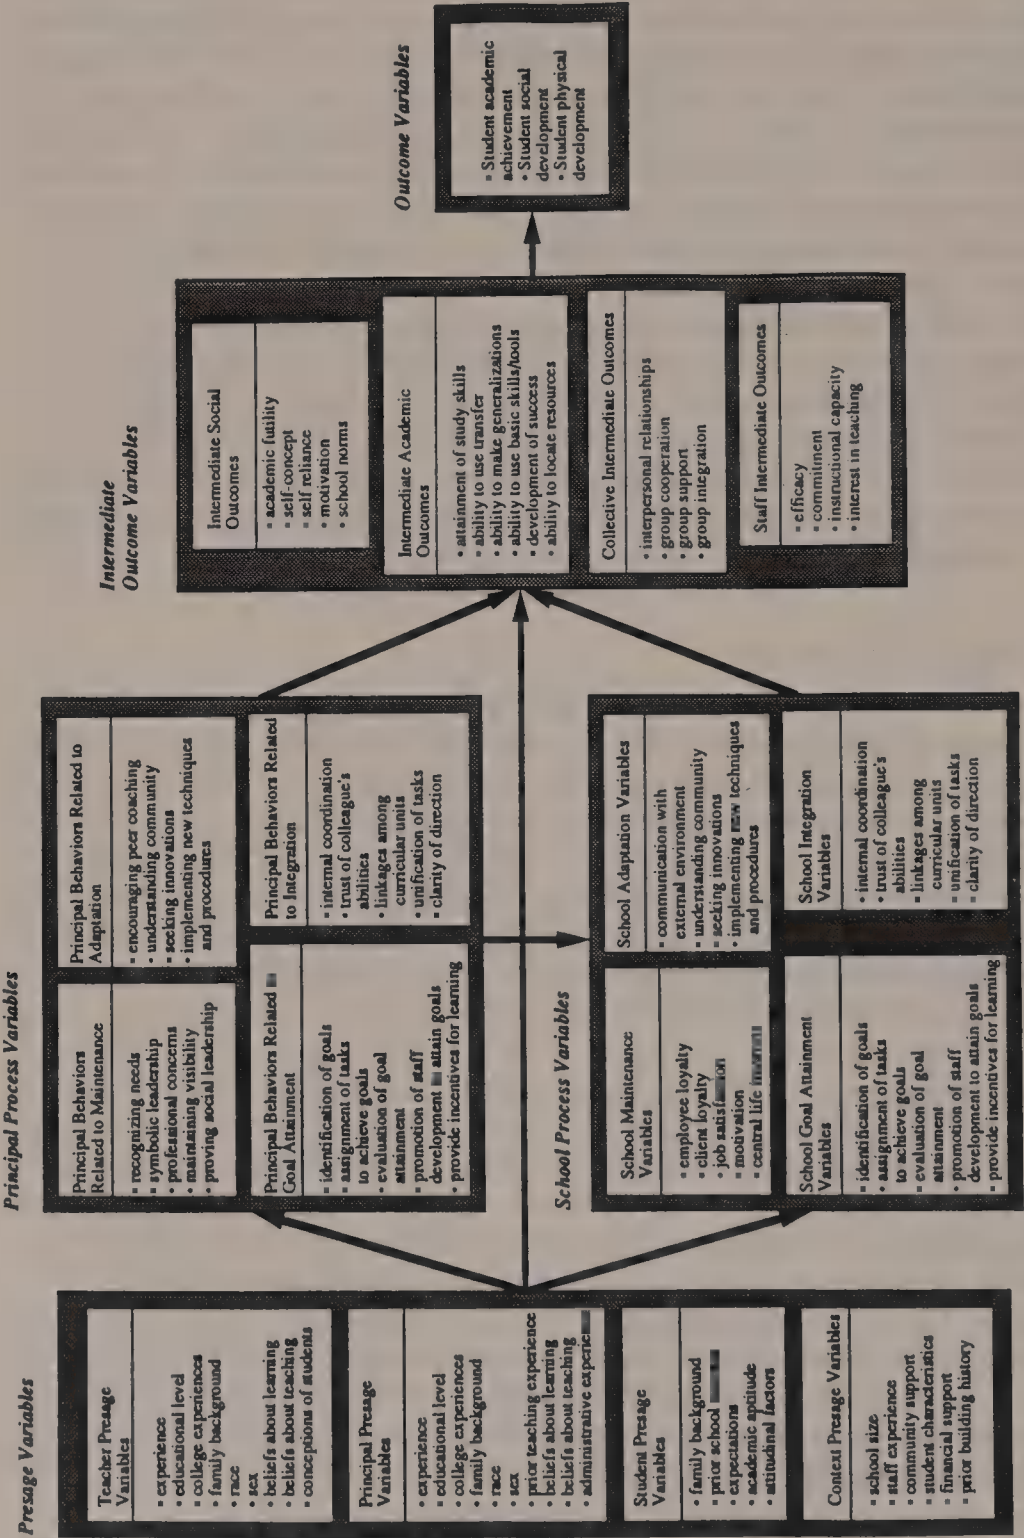 Presage Variables
Teacher Presage
Variables
• experience
• educational level
• college experiences
• family background
• race
• sex
• beliefs about learning
• beliefs about teaching
• conceptions of students
Principal Presage
Variables
• experience
• educational level
• college experiences
• family background
• race
• sex
• prior teaching experience
• beliefs about learning
• beliefs about teaching
• administrative
Student Presage
Variables
• family background
• prior school
• expectations
• academic aptitude
• attitudinal factors
Context Presage Variables
• school size
• staff experience
• community support
• student characteristics
• financial support
• prior building history
Principal Process Variables
Principal Behaviors
Related to Maintenance
• recognizing needs
• symbolic leadership
• professional concerns
• maintaining visibility
• proving social leadership
Principal Behaviors Related to
Adaptation
• encouraging peer coaching
• understanding community
• seeking innovations
• implementing new techniques
and procedures
Principal Behaviors Related
Goal Attainment
• identification of goals
• assignment of tasks
to achieve goals
• evaluation of goal
attainment
• promotion of staff
development attain goals
• provide incentives for learning
Principal Behaviors Related
to Integration
• internal coordination
• trust of colleague's
abilities
• linkages among
curricular units
• unification of tasks
• clarity of direction
School Process Variables
School Maintenance
Variables
• employee loyalty
• client loyalty
• job
• motivation
• central life
School Adaptation Variables
• communication with
external environment
• understanding community
• seeking innovations
• implementing new techniques
and procedures
School Goal Attainment
Variables
• identification of goals
• assignment of tasks
to achieve goals
• evaluation of goal
attainment
• promotion of staff
development to attain goals
• provide incentives for learning
School Integration
Variables
• internal coordination
• trust of colleague's
abilities
• linkages among
curricular units
• unification of tasks
• clarity of direction
Intermediate
Outcome Variables
Intermediate Social
Outcomes
• academic futility
• self-concept
• self reliance
• motivation
• school norms
Intermediate Academic
Outcomes
• attainment of study skills
• ability to use transfer
• ability to make generalizations
• ability to use basic skills/tools
• development of success
• ability to locate resources
Collective Intermediate Outcomes
• interpersonal relationships
• group cooperation
• group support
• group integration
Staff Intermediate Outcomes
• efficacy
• commitment
• instructional capacity
• interest in teaching
Outcome Variables
• Student academic
achievement
• Student social
development
• Student physical
development